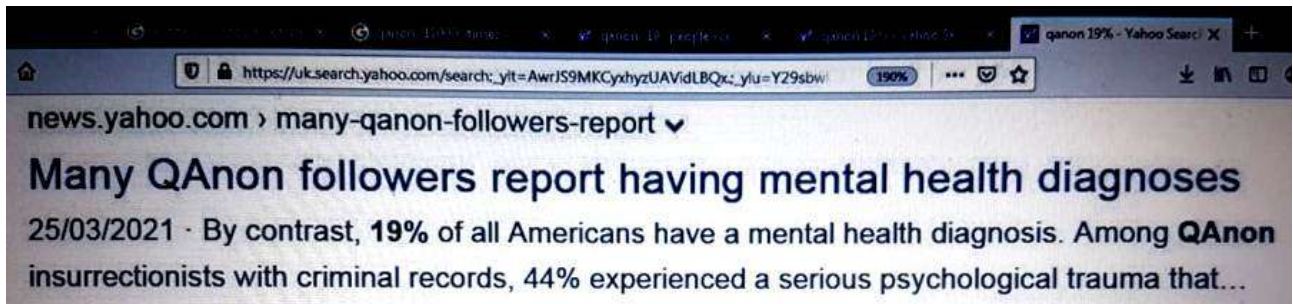 qanon 19% - Yahoo Searcl
https://uk.search.yahoo.com/search;_ylt=AwrJS9MKCyxhyzUAVidLBQx.;_ylu=Y29sbw
190%
news.yahoo.com › many-qanon-followers-report
Many QAnon followers report having mental health diagnoses
25/03/2021 · By contrast, 19% of all Americans have a mental health diagnosis. Among QAnon
insurrectionists with criminal records, 44% experienced a serious psychological trauma that...